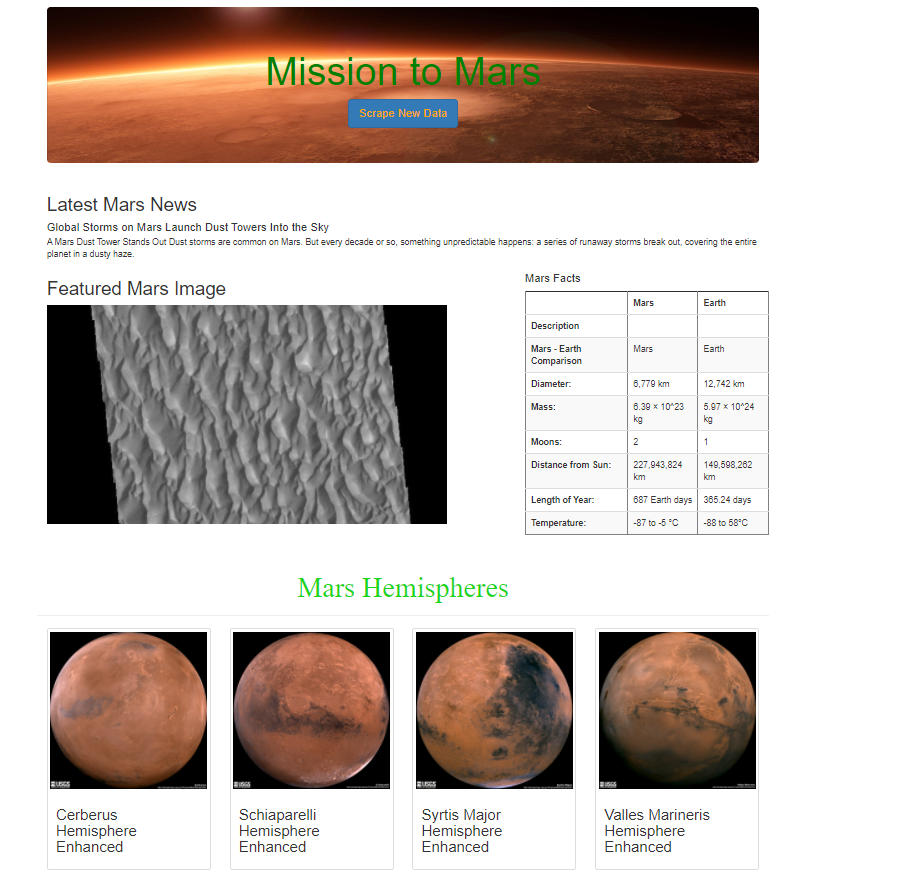 Mission to Mars
Scrape New Data
Latest Mars News
Global Storms on Mars Launch Dust Towers Into the Sky
A Mars Dust Tower Stands Out Dust storms are common on Mars. But every decade or so, something unpredictable happens: a series of runaway storms break out, covering the entire
planet in a dusty haze.
Featured Mars Image
Mars Facts
Mars Earth
Description
Mars - Earth Mars Earth
Comparison
Diameter: 6,779 km 12,742 km
Mass: 6.39 × 10^23 5.97 × 10^24
kg kg
Moons: 2 1
Distance from Sun: 227,943,824 149,598,262
km km
Length of Year: 687 Earth days 365.24 days
Temperature: -87 to -5 °C -88 to 58°C
Mars Hemispheres
USGS USGS USGS USGS
Cerberus
Hemisphere
Enhanced
Schiaparelli
Hemisphere
Enhanced
Syrtis Major
Hemisphere
Enhanced
Valles Marineris
Hemisphere
Enhanced